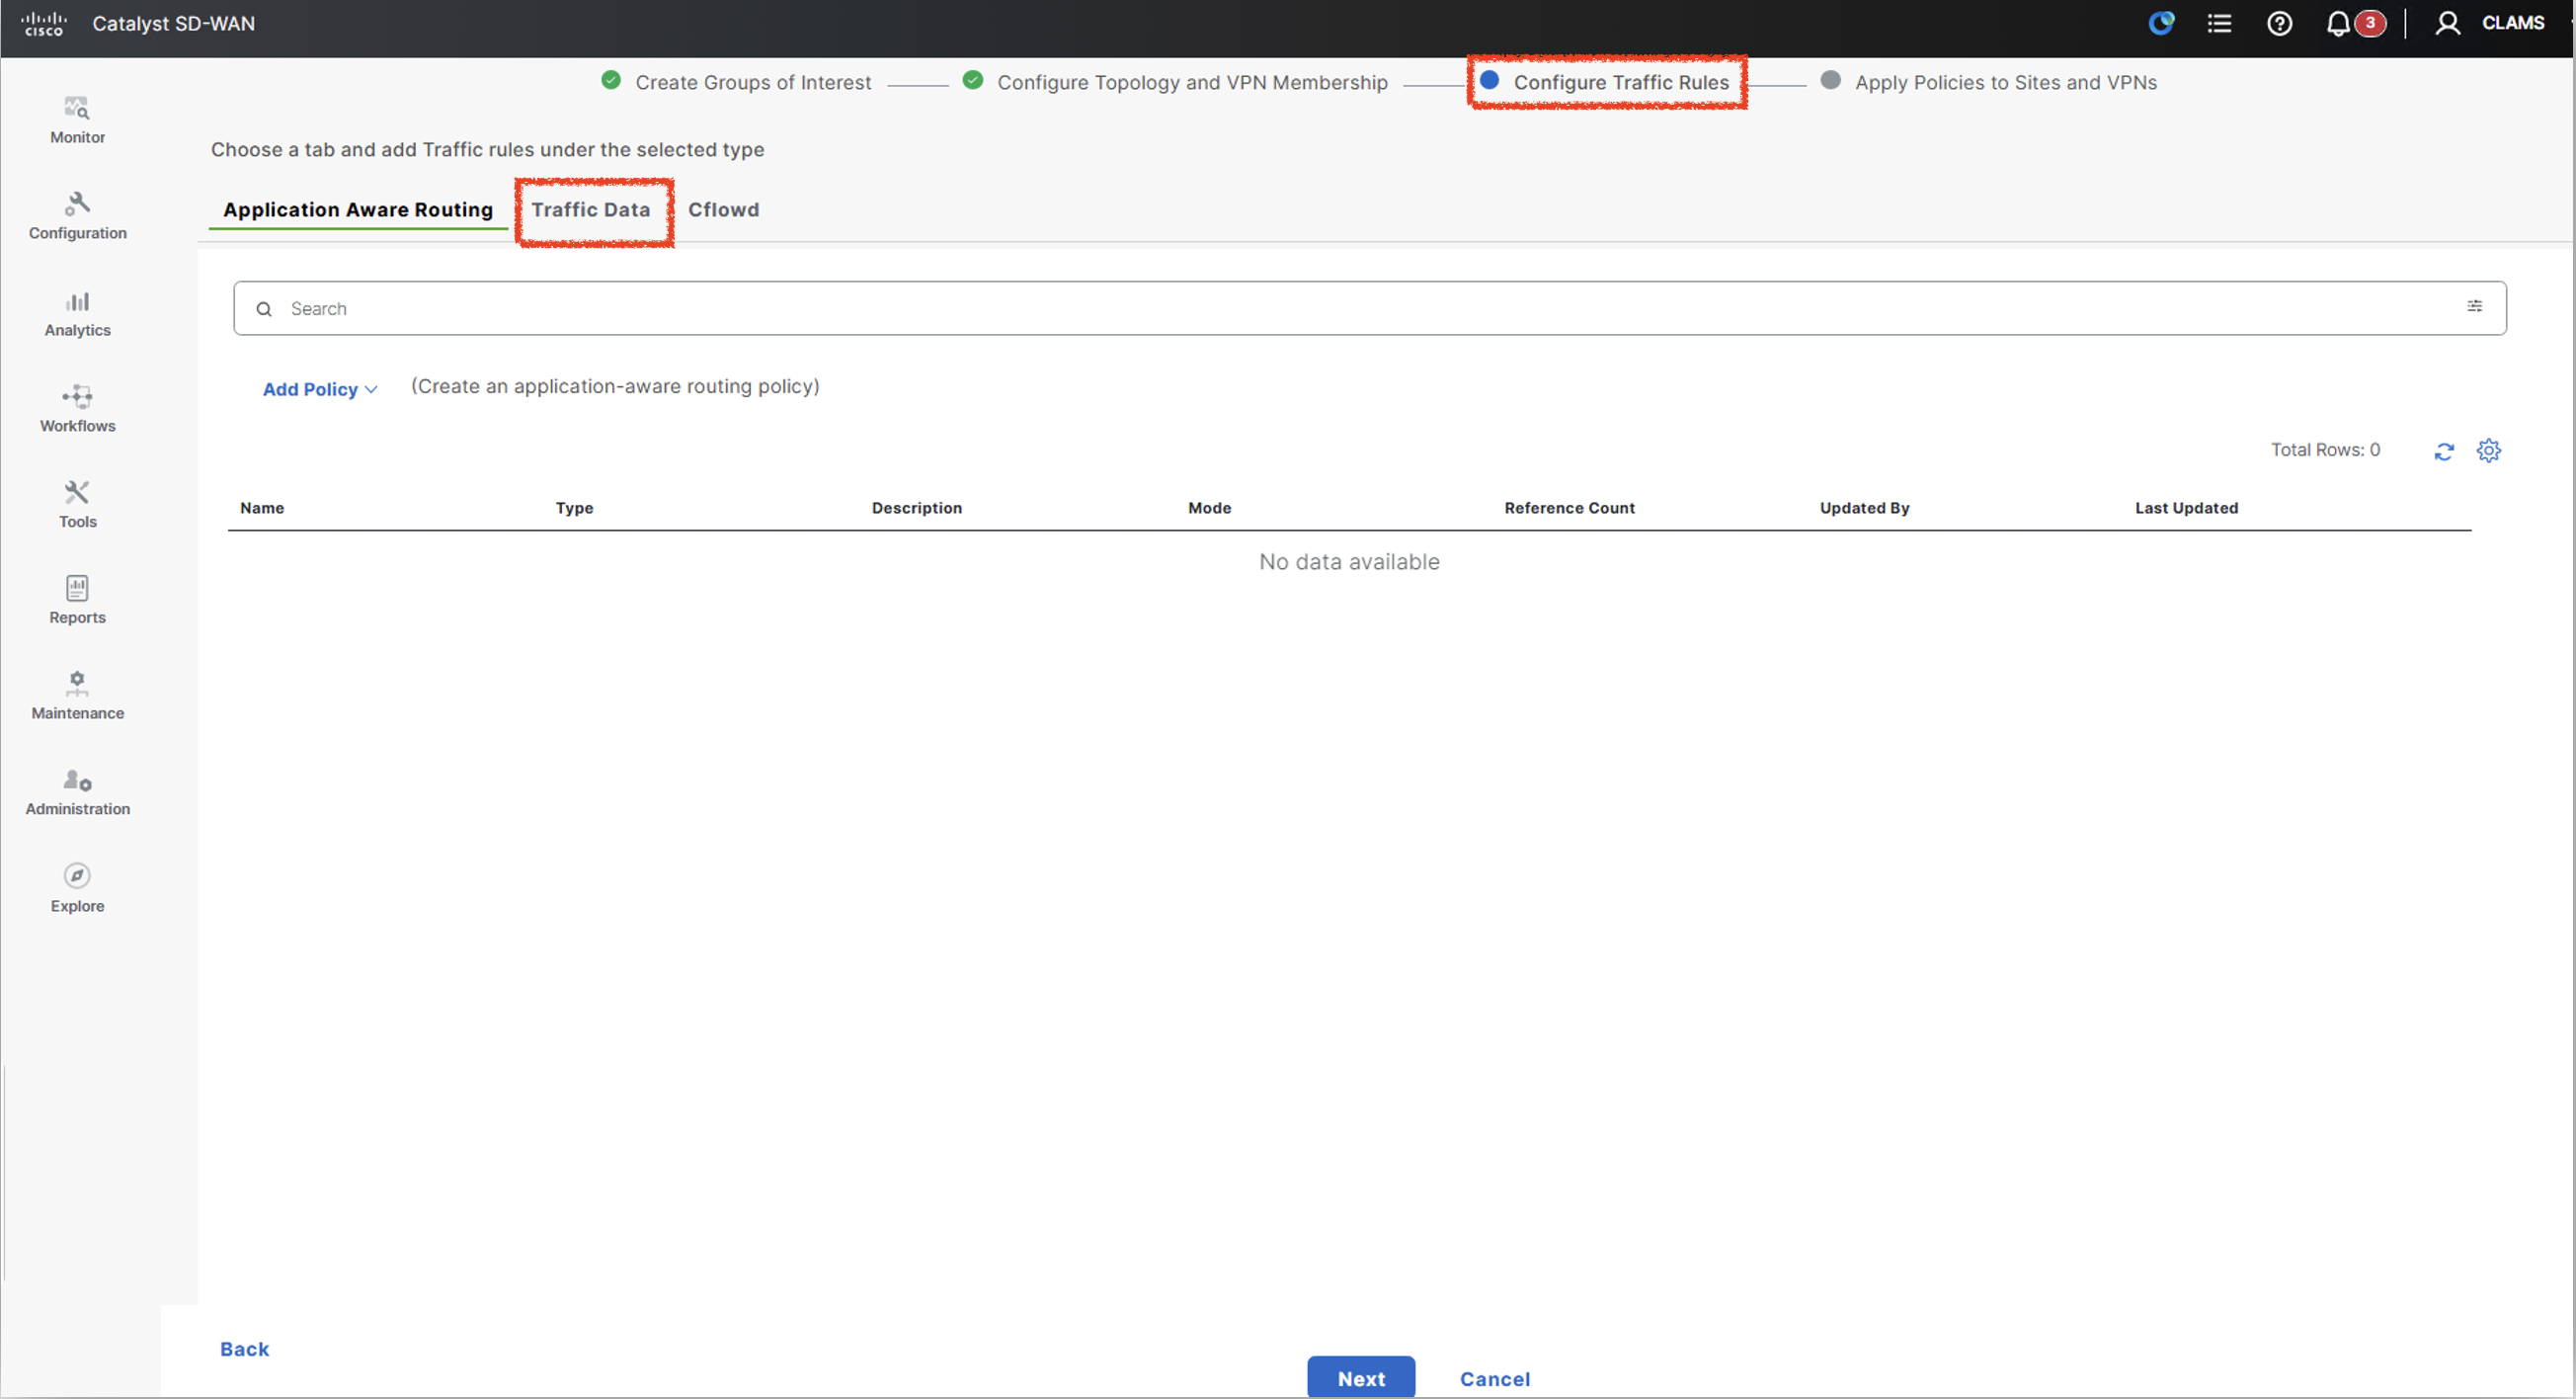 cisco
Catalyst SD-WAN
3
CLAMS
Create Groups of Interest
Configure Topology and VPN Membership
Configure Traffic Rules
Apply Policies to Sites and VPNs
Monitor
Configuration
Analytics
Workflows
Tools
Reports
Maintenance
Administration
Explore
Choose a tab and add Traffic rules under the selected type
Application Aware Routing
Traffic Data
Cflowd
Search
Add Policy
(Create an application-aware routing policy)
Total Rows: 0
Name
Type
Description
Mode
Reference Count
Updated By
Last Updated
No data available
Back
Next
Cancel